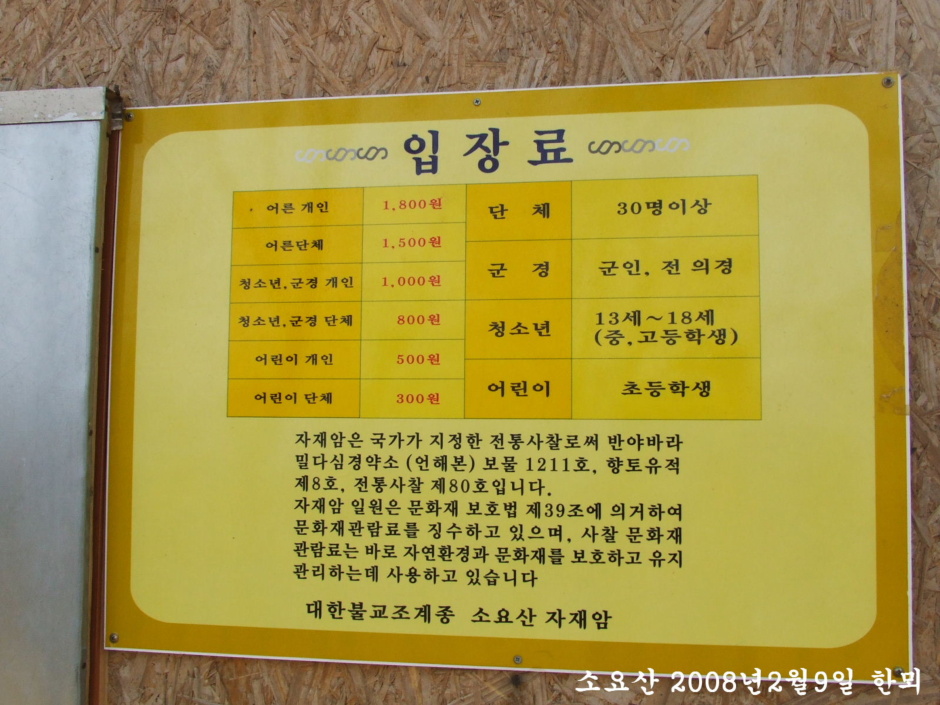 입장료
어른 개인 1,800원
어른단체 1,500원
청소년,군경 개인 1,000원
청소년,군경 단체 800원
어린이 개인 500원
어린이 단체 300원
단 체 30명이상
군 경 군인, 전 의경
청소년 13세~18세
(중,고등학생)
어린이 초등학생
자재암은 국가가 지정한 전통사찰로써 반야바라
밀다심경약소 (언해본) 보물 1211호, 향토유적
제8호, 전통사찰 제80호입니다.
자재암 일원은 문화재 보호법 제39조에 의거하여
문화재관람료를 징수하고 있으며, 사찰 문화재
관람료는 바로 자연환경과 문화재를 보호하고 유지
관리하는데 사용하고 있습니다
대한불교조계종 소요산 자재암
소요산 2008년2월9일 한뫼